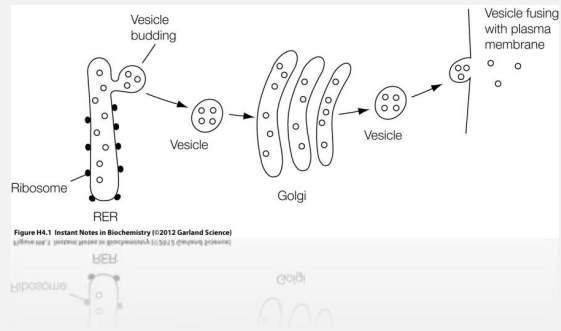 Vesicle
budding
Vesicle fusing
with plasma
membrane
Vesicle
Vesicle
Ribosome
Golgi
RER
Figure H4.1 Instant Notes in Biochemistry (©2012 Garland Science)